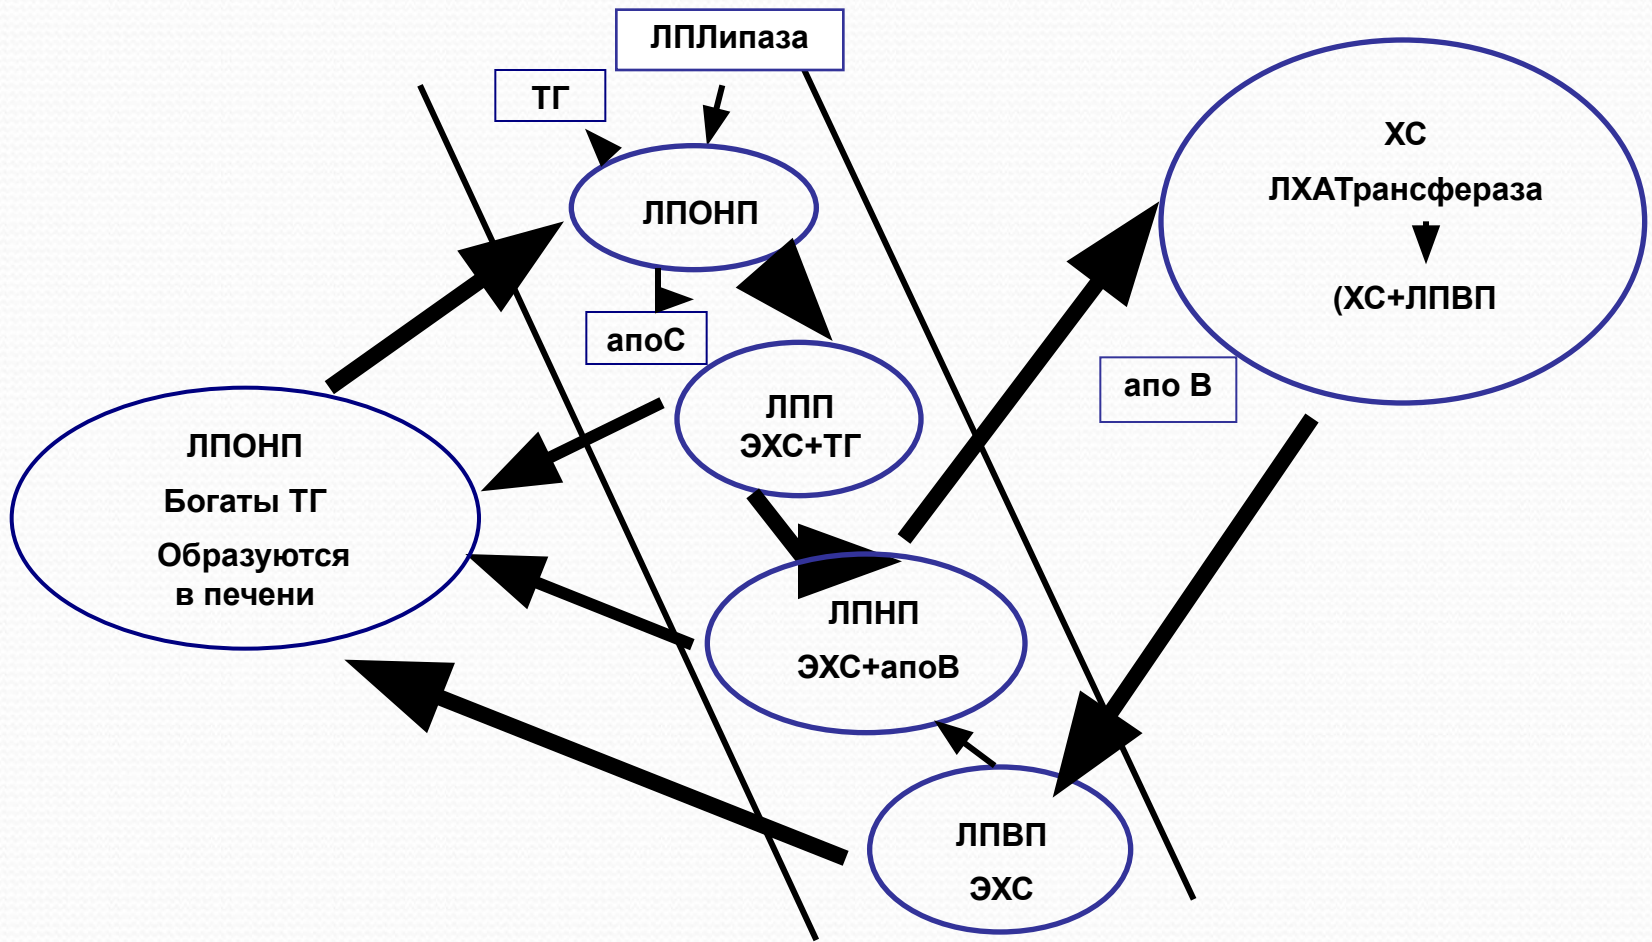 ЛПЛипаза
ТГ
ЛПОНП
апоС
ЛПП
ЭХС+ТГ
ЛПОНП
Богаты ТГ
Образуются
в печени
ЛПНП
ЭХС+апоВ
ЛПВП
ЭХС
ХС
ЛХАТрансфераза
(ХС+ЛПВП
апо В